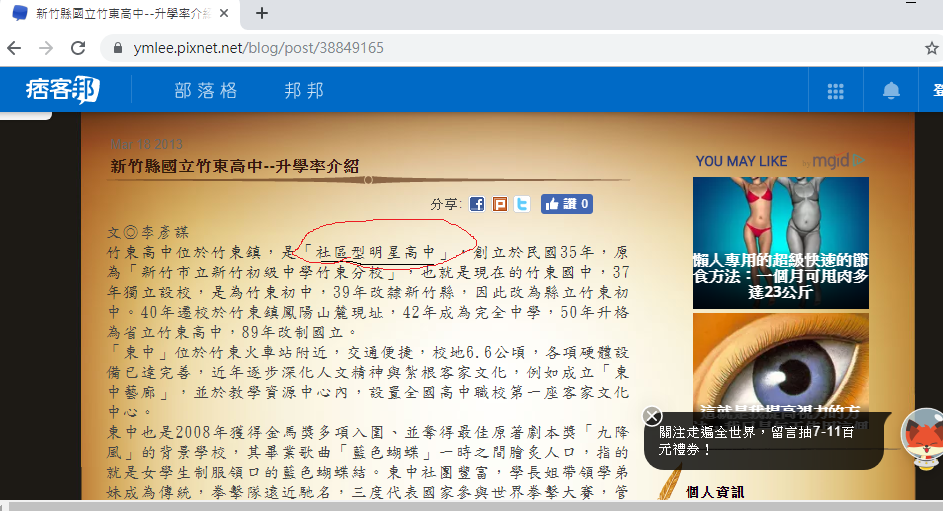 新竹縣國立竹東高中--升學率介紹
ymlee.pixnet.net/blog/post/38849165
痞客邦
部落格
邦邦
登
Mar 18 2013
新竹縣國立竹東高中--升學率介紹
分享:
讚 0
文◎李彥謀
竹東高中位於竹東鎮，是「社區型明星高中」，創立於民國35年，原
為「新竹市立新竹初級中學竹東分校」，也就是現在的竹東國中，37
年獨立設校，是為竹東初中，39年改隸新竹縣，因此改為縣立竹東初
中。40年遷校於竹東鎮鳳陽山麓現址，42年成為完全中學，50年升格
為省立竹東高中，89年改制國立。
「東中」位於竹東火車站附近，交通便捷，校地6.6公頃，各項硬體設
備已達完善，近年逐步深化人文精神與紮根客家文化，例如成立「東
中藝廊」，並於教學資源中心內，設置全國高中職校第一座客家文化
中心。
東中也是2008年獲得金馬獎多項入圍、並奪得最佳原著劇本獎「九降
風」的背景學校，其畢業歌曲「藍色蝴蝶」一時之間膾炙人口，指的
就是女學生制服領口的藍色蝴蝶結。東中社團豐富，學長姐帶領學弟
妹成為傳統，拳擊隊遠近馳名，三度代表國家參與世界拳擊大賽，管
YOU MAY LIKE
by mgid
懶人專用的超級快速的節
食方法：一個月可甩肉多
達23公斤
這就是我提高視力的方
關注走遍全世界，留言抽7-11百
元禮券！
個人資訊